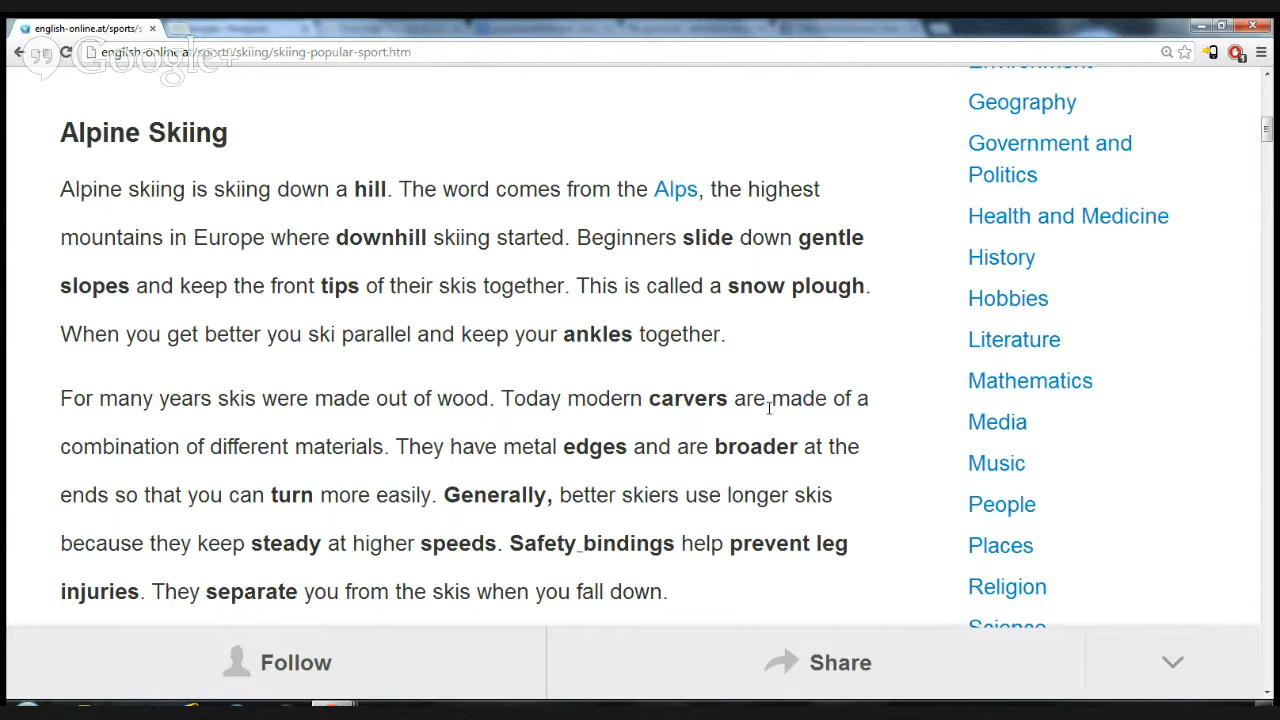 english-online.at/sports/s
english-online.at/sports/skiing/skiing-popular-sport.htm
Google+
Environment
Alpine Skiing
Alpine skiing is skiing down a hill. The word comes from the Alps, the highest
mountains in Europe where downhill skiing started. Beginners slide down gentle
slopes and keep the front tips of their skis together. This is called a snow plough.
When you get better you ski parallel and keep your ankles together.
For many years skis were made out of wood. Today modern carvers are made of a
combination of different materials. They have metal edges and are broader at the
ends so that you can turn more easily. Generally, better skiers use longer skis
because they keep steady at higher speeds. Safety bindings help prevent leg
injuries. They separate you from the skis when you fall down.
Geography
Government and
Politics
Health and Medicine
History
Hobbies
Literature
Mathematics
Media
Music
People
Places
Religion
Science
Follow
Share